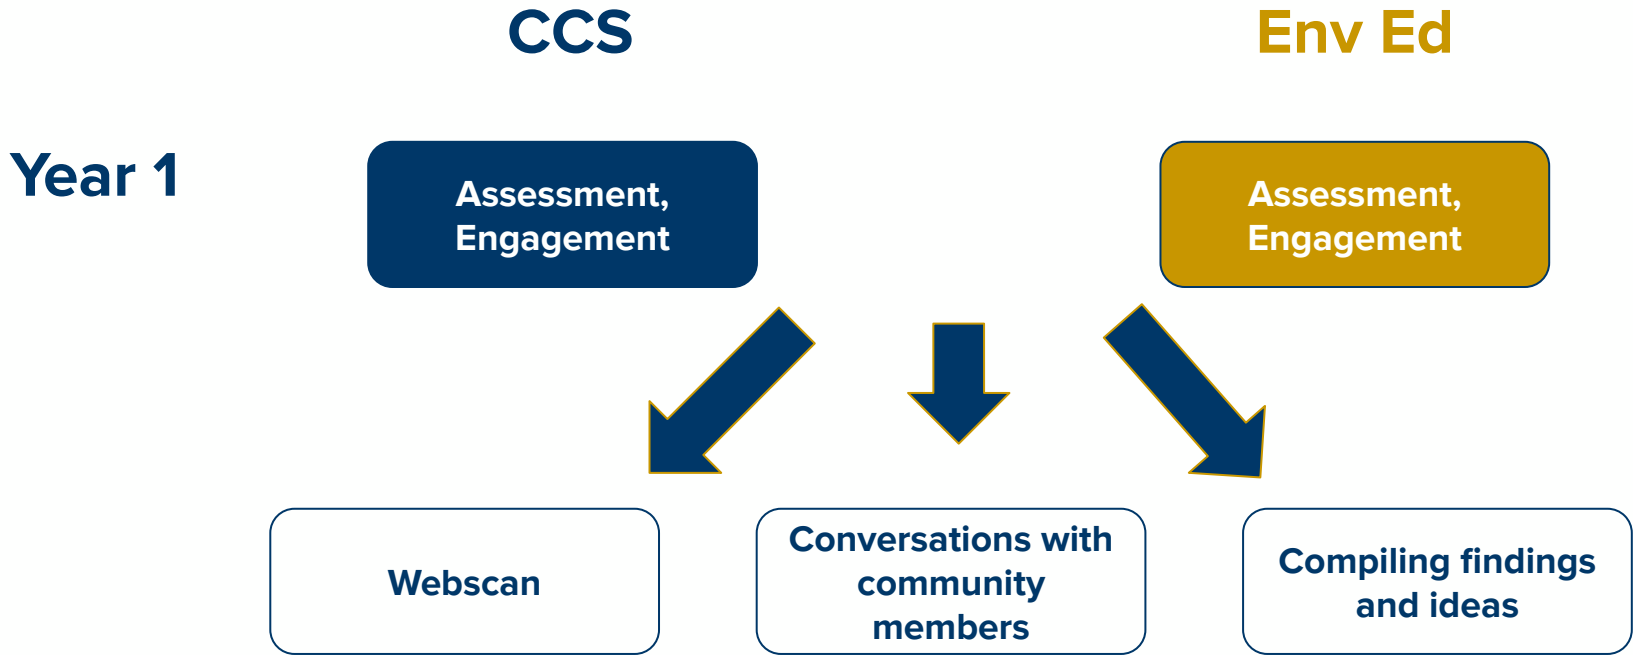 CCS
Env Ed
Year 1
Assessment,
Engagement
Assessment,
Engagement
Webscan
Conversations with
community
members
Compiling findings
and ideas